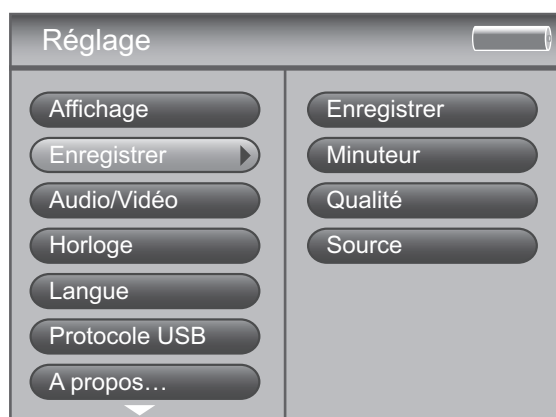 Réglage
Affichage
Enregistrer
Audio/Vidéo
Horloge
Langue
Protocole USB
A propos…
Enregistrer
Minuteur
Qualité
Source